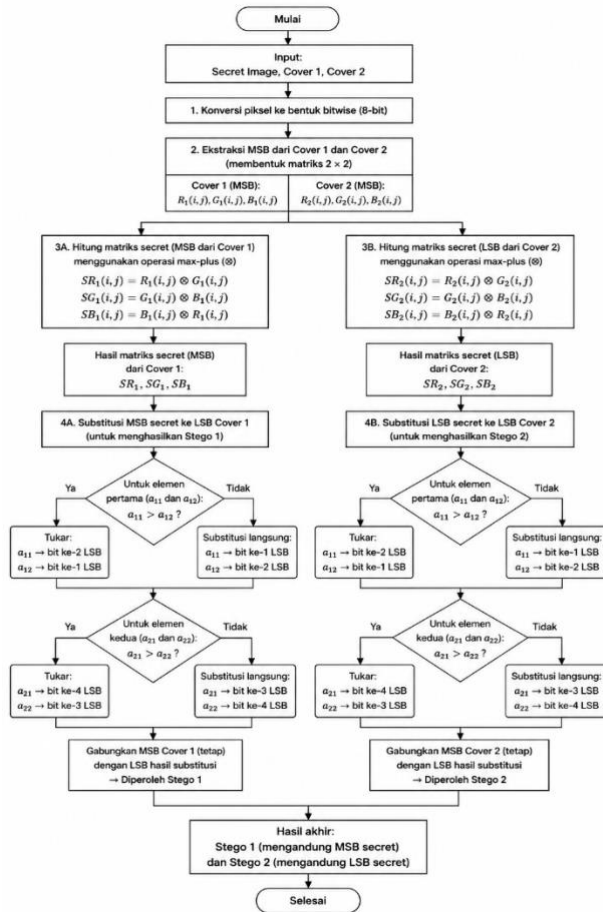 Mulai
Input:
Secret Image, Cover 1, Cover 2
1. Konversi piksel ke bentuk bitwise (8-bit)
2. Ekstraksi MSB dari Cover 1 dan Cover 2
(membentuk matriks 2 × 2)
Cover 1 (MSB):
R₁(i,j), G₁(i,j), B₁(i,j)
Cover 2 (MSB):
R₂(i,j), G₂(i,j), B₂(i,j)
3A. Hitung matriks secret (MSB dari Cover 1)
menggunakan operasi max-plus (⊗)
SR₁(i,j) = R₁(i,j) ⊗ G₁(i,j)
SG₁(i,j) = G₁(i,j) ⊗ B₁(i,j)
SB₁(i,j) = B₁(i,j) ⊗ R₁(i,j)
3B. Hitung matriks secret (LSB dari Cover 2)
menggunakan operasi max-plus (⊗)
SR₂(i,j) = R₂(i,j) ⊗ G₂(i,j)
SG₂(i,j) = G₂(i,j) ⊗ B₂(i,j)
SB₂(i,j) = B₂(i,j) ⊗ R₂(i,j)
Hasil matriks secret (MSB)
dari Cover 1:
SR₁, SG₁, SB₁
Hasil matriks secret (LSB)
dari Cover 2:
SR₂, SG₂, SB₂
4A. Substitusi MSB secret ke LSB Cover 1
(untuk menghasilkan Stego 1)
4B. Substitusi LSB secret ke LSB Cover 2
(untuk menghasilkan Stego 2)
Ya
Untuk elemen
pertama (a₁₁ dan a₁₂):
a₁₁ > a₁₂ ?
Tidak
Tukar:
a₁₁ → bit ke-2 LSB
a₁₂ → bit ke-1 LSB
Substitusi langsung:
a₁₁ → bit ke-1 LSB
a₁₂ → bit ke-2 LSB
Ya
Untuk elemen
pertama (a₁₁ dan a₁₂):
a₁₁ > a₁₂ ?
Tidak
Tukar:
a₁₁ → bit ke-2 LSB
a₁₂ → bit ke-1 LSB
Substitusi langsung:
a₁₁ → bit ke-1 LSB
a₁₂ → bit ke-2 LSB
Ya
Untuk elemen
kedua (a₂₁ dan a₂₂):
a₂₁ > a₂₂ ?
Tidak
Tukar:
a₂₁ → bit ke-4 LSB
a₂₂ → bit ke-3 LSB
Substitusi langsung:
a₂₁ → bit ke-3 LSB
a₂₂ → bit ke-4 LSB
Ya
Untuk elemen
kedua (a₂₁ dan a₂₂):
a₂₁ > a₂₂ ?
Tidak
Tukar:
a₂₁ → bit ke-4 LSB
a₂₂ → bit ke-3 LSB
Substitusi langsung:
a₂₁ → bit ke-3 LSB
a₂₂ → bit ke-4 LSB
Gabungkan MSB Cover 1 (tetap)
dengan LSB hasil substitusi
→ Diperoleh Stego 1
Gabungkan MSB Cover 2 (tetap)
dengan LSB hasil substitusi
→ Diperoleh Stego 2
Hasil akhir:
Stego 1 (mengandung MSB secret)
dan Stego 2 (mengandung LSB secret)
Selesai